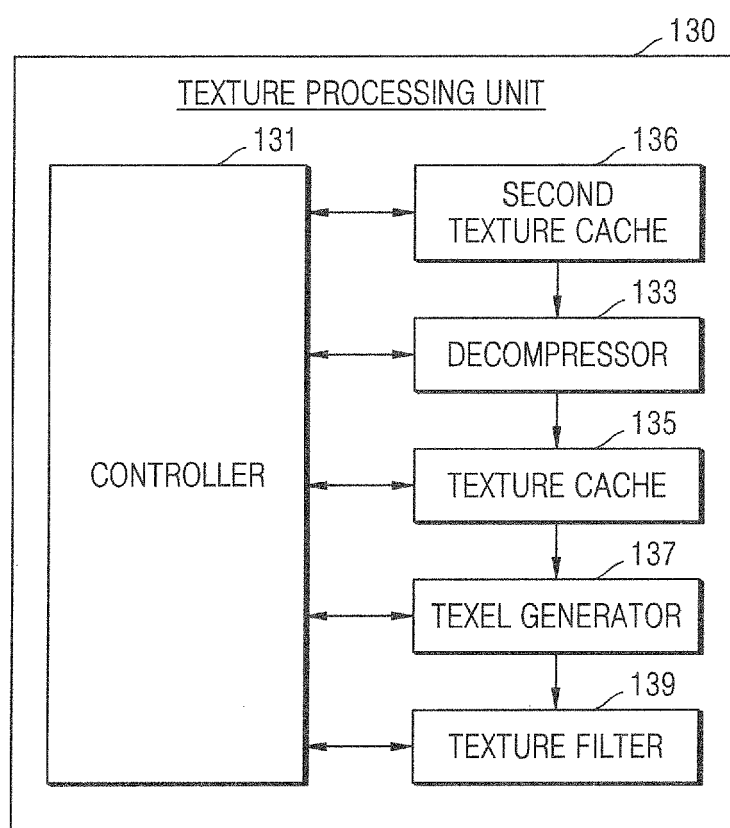 130
TEXTURE PROCESSING UNIT
131
CONTROLLER
136
SECOND
TEXTURE CACHE
133
DECOMPRESSOR
135
TEXTURE CACHE
137
TEXEL GENERATOR
139
TEXTURE FILTER